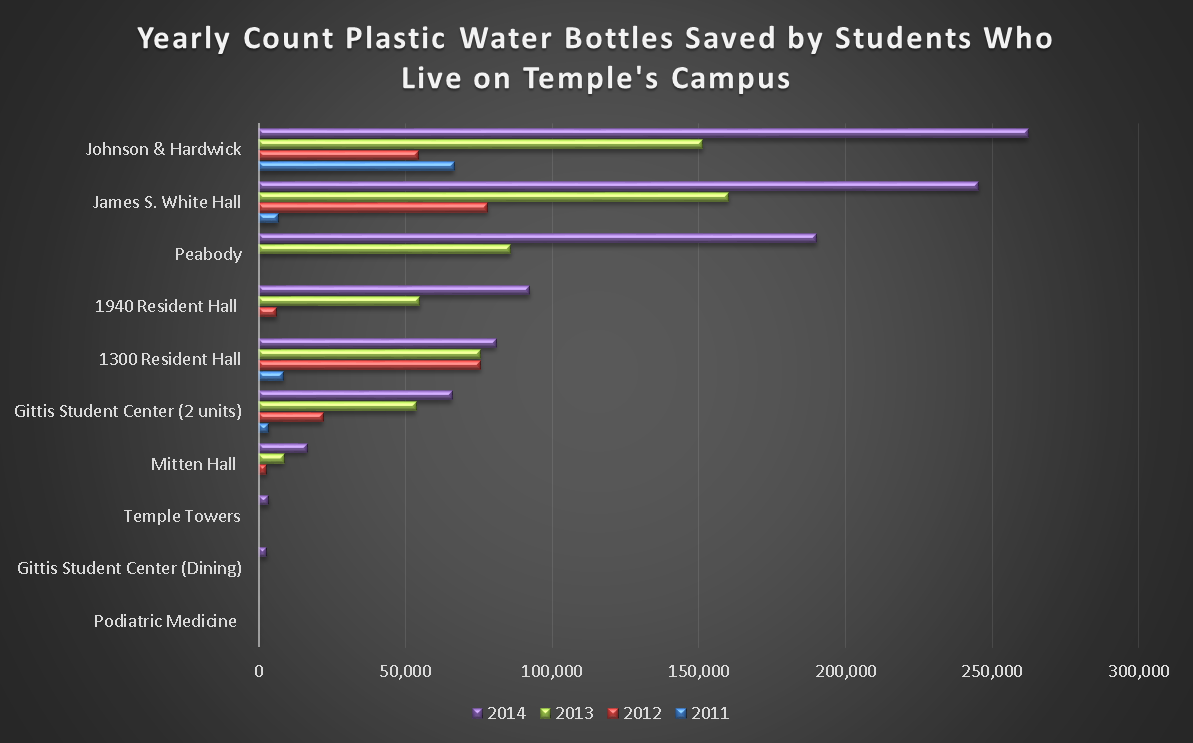 Yearly Count Plastic Water Bottles Saved by Students Who
Live on Temple's Campus
Johnson & Hardwick
James S. White Hall
Peabody
1940 Resident Hall
1300 Resident Hall
Gittis Student Center (2 units)
Mitten Hall
Temple Towers
Gittis Student Center (Dining)
Podiatric Medicine
0 50,000 100,000 150,000 200,000 250,000 300,000
2014 2013 2012 2011